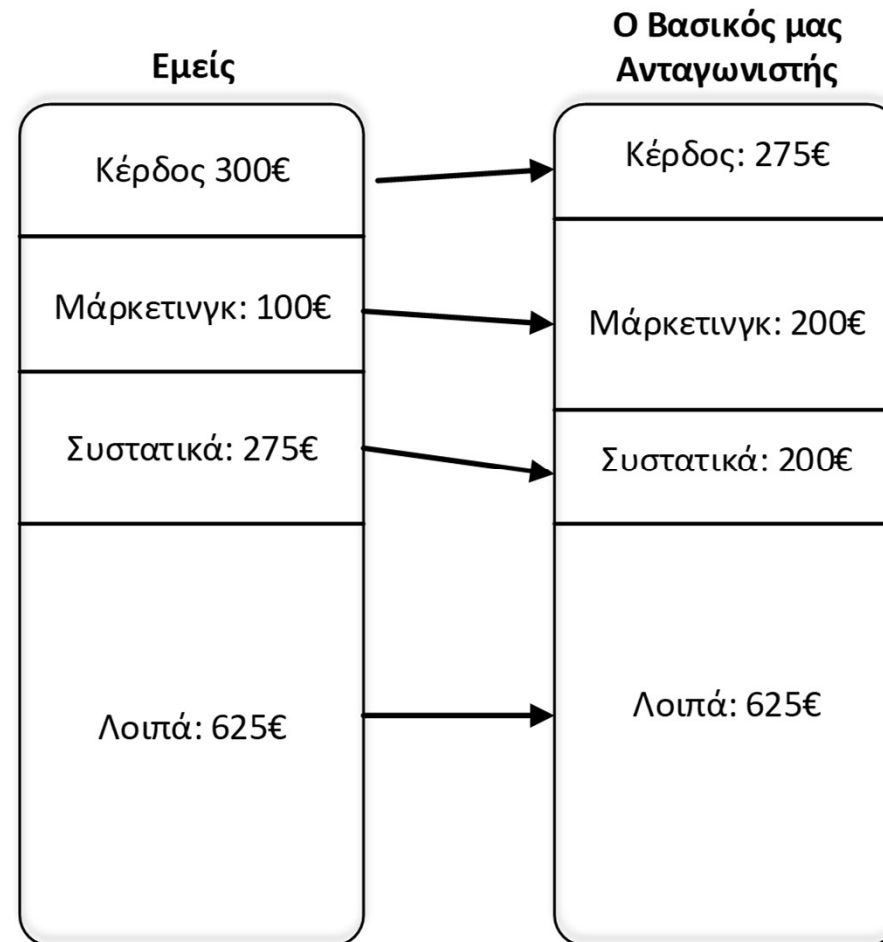 Εμείς
Κέρδος 300€
Μάρκετινγκ: 100€
Συστατικά: 275€
Λοιπά: 625€
Ο Βασικός μας
Ανταγωνιστής
Κέρδος: 275€
Μάρκετινγκ: 200€
Συστατικά: 200€
Λοιπά: 625€